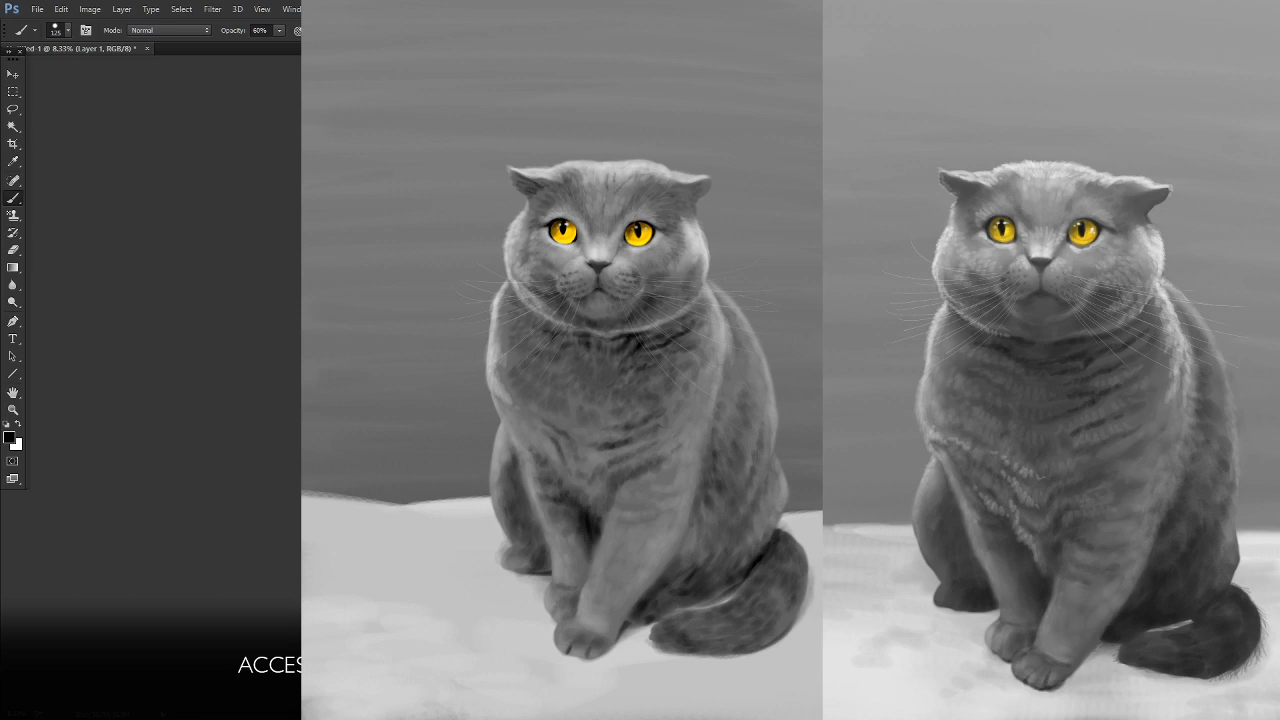 Ps File Edit Image Layer Type Select Filter 3D View Wind
125 Mode: Normal Opacity: 60%
ed-1 @ 8.33% (Layer 1, RGB/8) * ×
T
ACCES